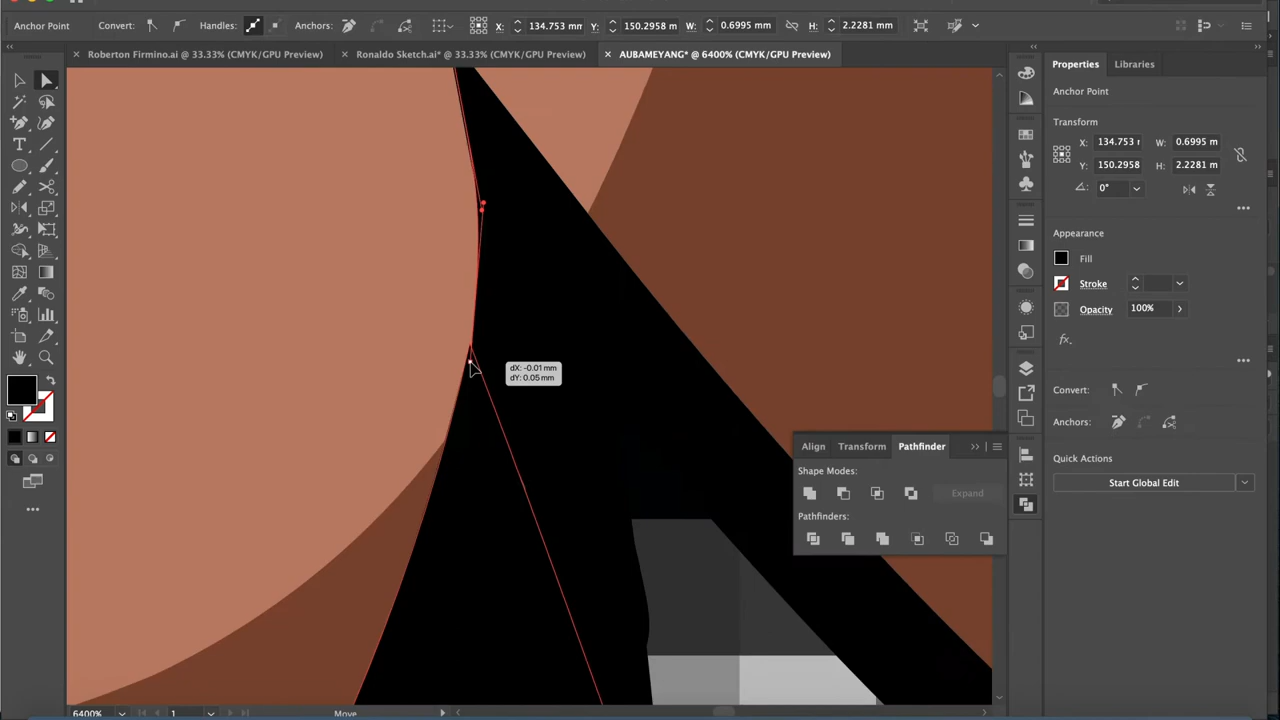 Anchor Point Convert: Handles: Anchors: X: 134.753 mm Y: 150.2958 m W: 0.6995 mm H: 2.2281 mm
× Roberton Firmino.ai @ 33.33% (CMYK/GPU Preview) × Ronaldo Sketch.ai* @ 33.33% (CMYK/GPU Preview) × AUBAMEYANG* @ 6400% (CMYK/GPU Preview)
Properties Libraries
Anchor Point
Transform
X: 134.753 r W: 0.6995 m
Y: 150.2958 H: 2.2281 m
0°
Appearance
Fill
Stroke
Opacity 100%
fx.
Convert:
Anchors:
Quick Actions
Start Global Edit
dX: -0.01 mm
dY: 0.05 mm
Align Transform Pathfinder
Shape Modes:
Expand
Pathfinders:
6400% 1 Move